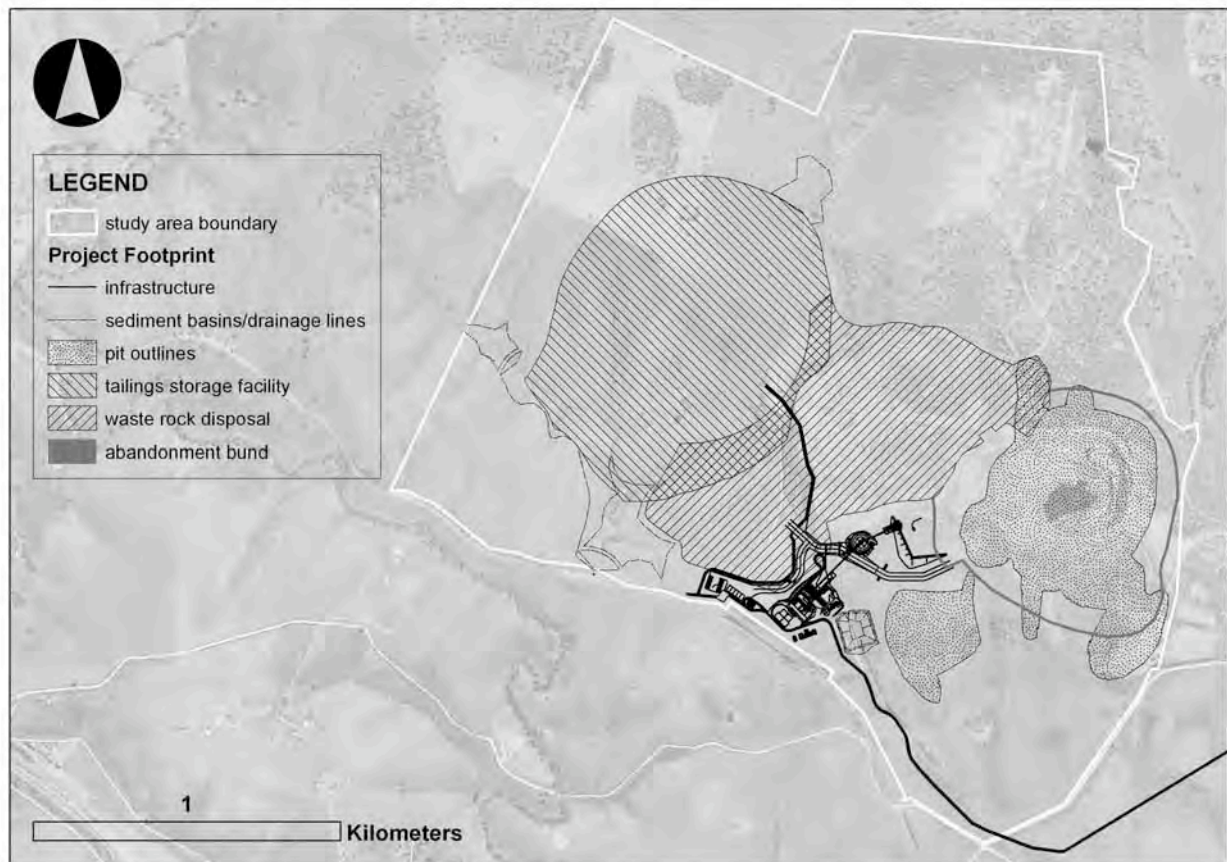 LEGEND
study area boundary
Project Footprint
infrastructure
sediment basins/drainage lines
pit outlines
tailings storage facility
waste rock disposal
abandonment bund
1
Kilometers